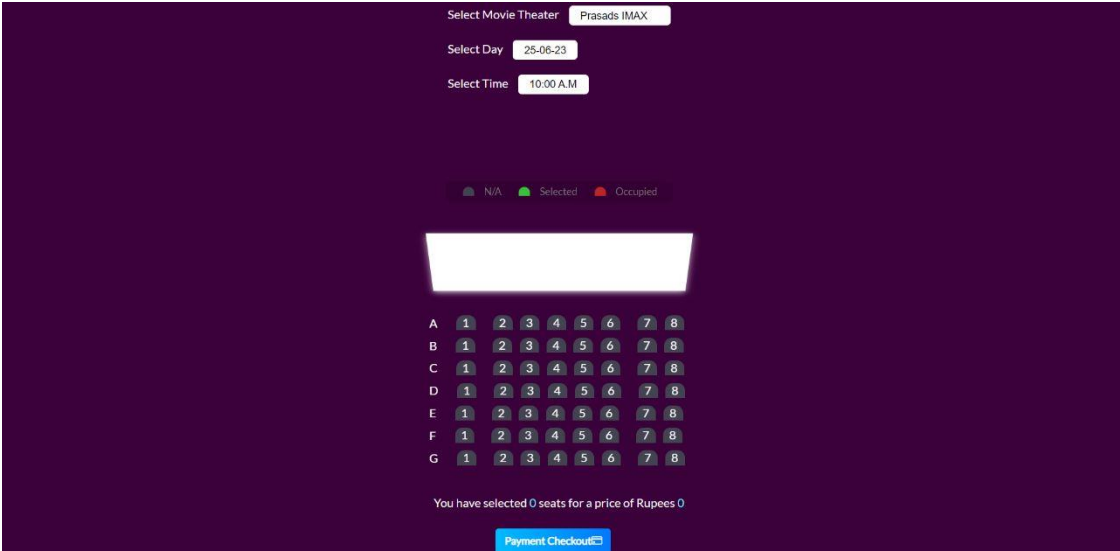 Select Movie Theater Prasads IMAX
Select Day 25-06-23
Select Time 10:00 A.M
N/A Selected Occupied
A 1 2 3 4 5 6 7 8
B 1 2 3 4 5 6 7 8
C 1 2 3 4 5 6 7 8
D 1 2 3 4 5 6 7 8
E 1 2 3 4 5 6 7 8
F 1 2 3 4 5 6 7 8
G 1 2 3 4 5 6 7 8
You have selected 0 seats for a price of Rupees 0
Payment Checkout